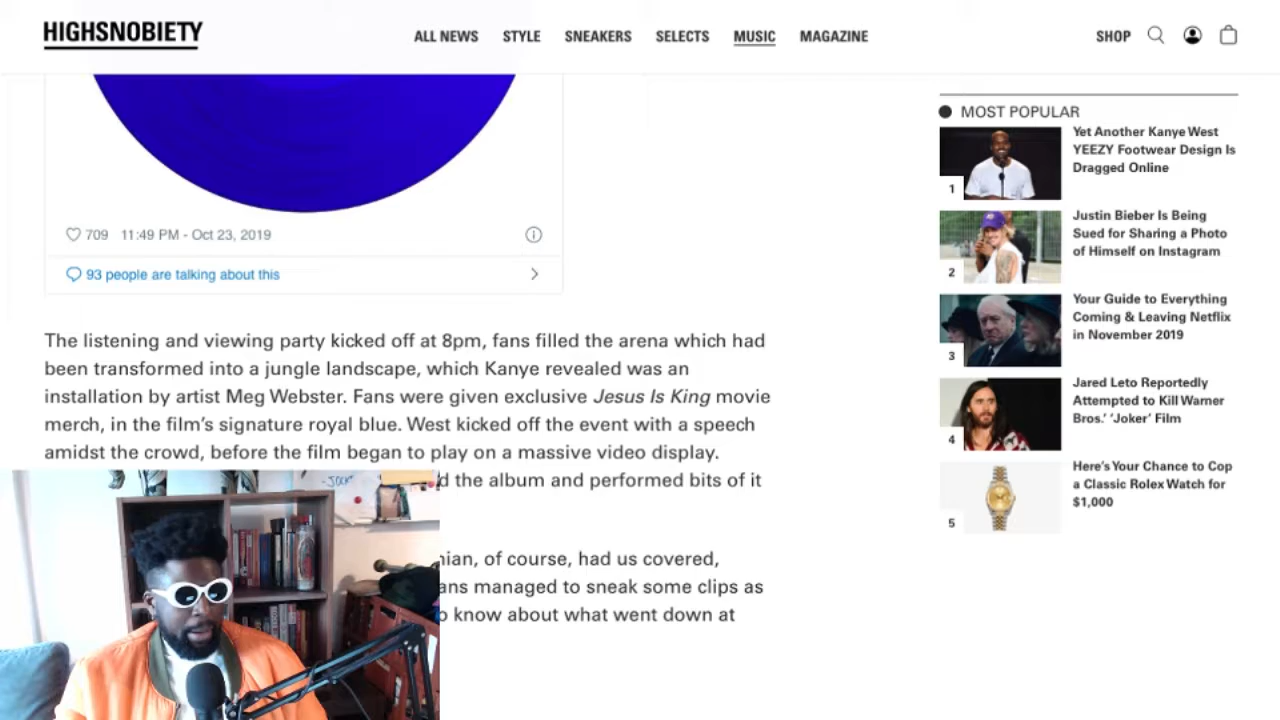 HIGHSNOBIETY
ALL NEWS
STYLE
SNEAKERS
SELECTS
MUSIC
MAGAZINE
SHOP
709 11:49 PM - Oct 23, 2019
93 people are talking about this
The listening and viewing party kicked off at 8pm, fans filled the arena which had
been transformed into a jungle landscape, which Kanye revealed was an
installation by artist Meg Webster. Fans were given exclusive Jesus Is King movie
merch, in the film's signature royal blue. West kicked off the event with a speech
amidst the crowd, before the film began to play on a massive video display.
d the album and performed bits of it
nian, of course, had us covered,
ans managed to sneak some clips as
o know about what went down at
MOST POPULAR
1
Yet Another Kanye West
YEEZY Footwear Design Is
Dragged Online
2
Justin Bieber Is Being
Sued for Sharing a Photo
of Himself on Instagram
3
Your Guide to Everything
Coming & Leaving Netflix
in November 2019
4
Jared Leto Reportedly
Attempted to Kill Warner
Bros.' 'Joker' Film
5
Here's Your Chance to Cop
a Classic Rolex Watch for
$1,000